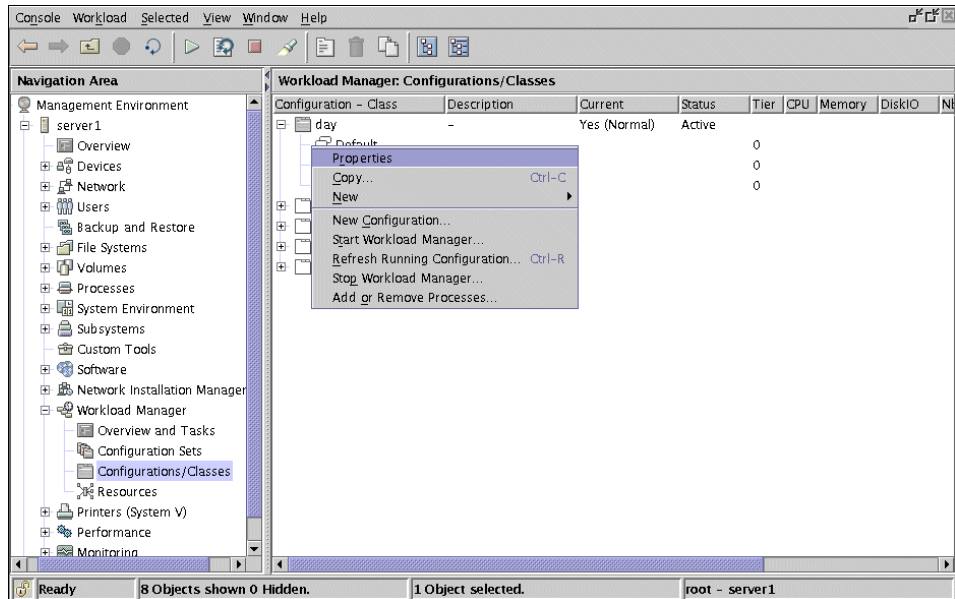 Console Workload Selected View Window Help
Navigation Area
Management Environment
server1
Overview
Devices
Network
Users
Backup and Restore
File Systems
Volumes
Processes
System Environment
Subsystems
Custom Tools
Software
Network Installation Manager
Workload Manager
Overview and Tasks
Configuration Sets
Configurations/Classes
Resources
Printers (System V)
Performance
Monitoring
Workload Manager: Configurations/Classes
Configuration - Class Description Current Status Tier CPU Memory DiskIO
day - Yes (Normal) Active
Default 0
0
0
Properties
Copy... Ctrl-C
New
New Configuration...
Start Workload Manager...
Refresh Running Configuration... Ctrl-R
Stop Workload Manager...
Add or Remove Processes...
Ready 8 Objects shown 0 Hidden. 1 Object selected. root - server1